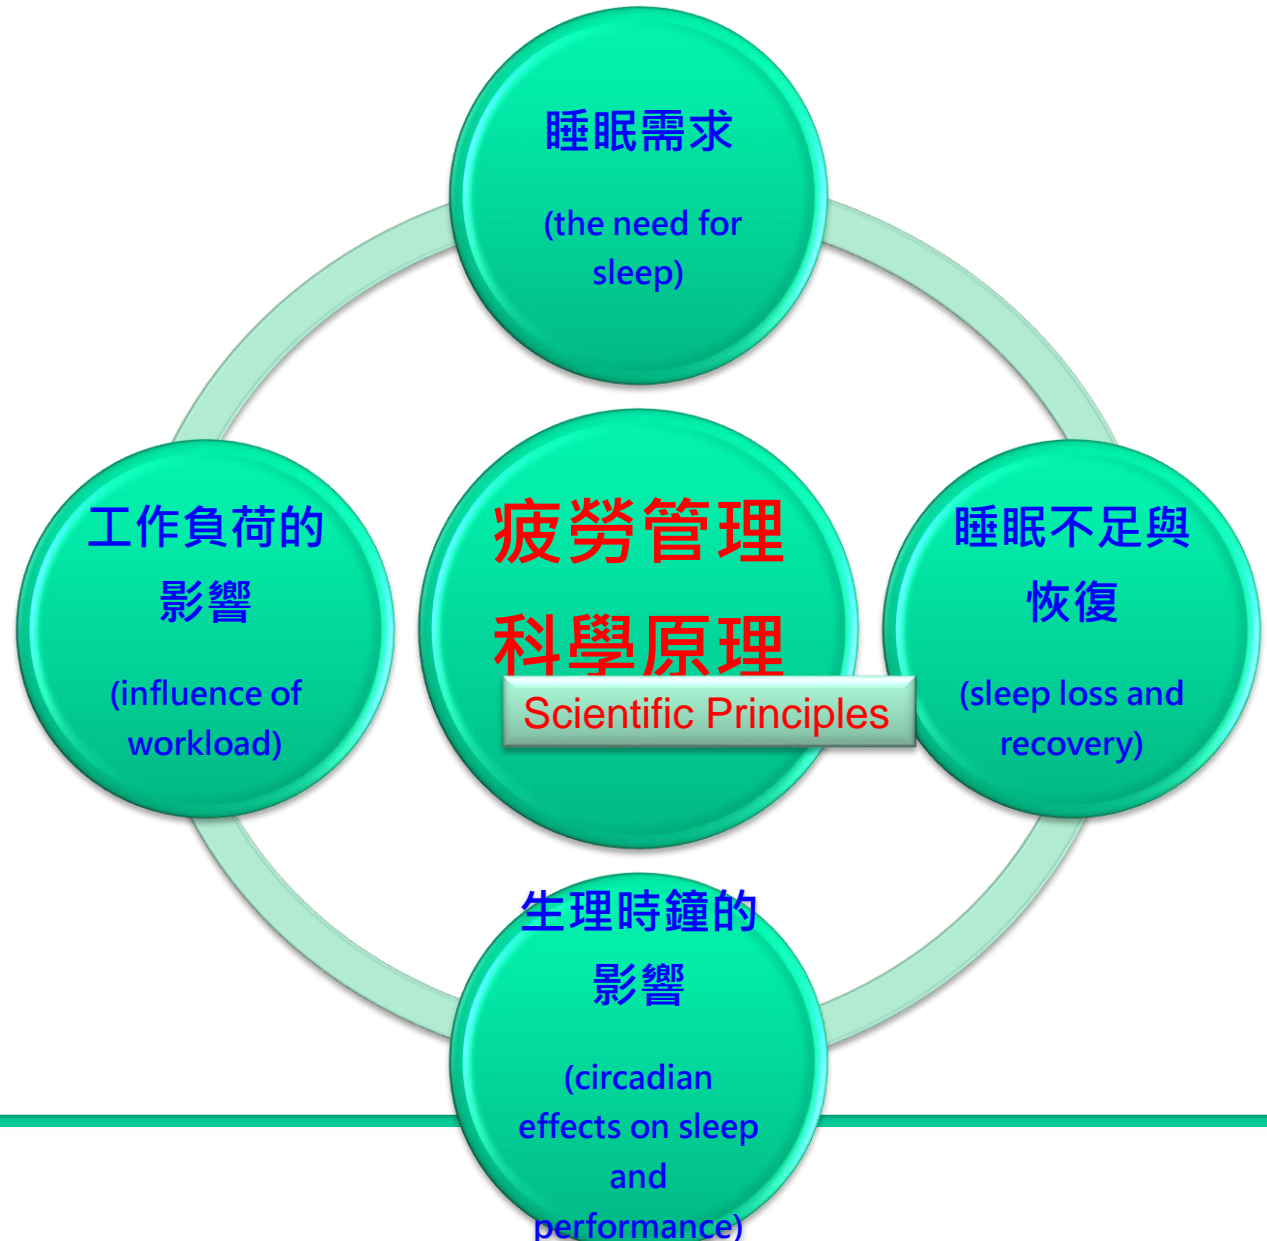 睡眠需求
(the need for
sleep)
工作負荷的
影響
(influence of
workload)
疲勞管理
科學原理
Scientific Principles
睡眠不足與
恢復
(sleep loss and
recovery)
生理時鐘的
影響
(circadian
effects on sleep
and
performance)